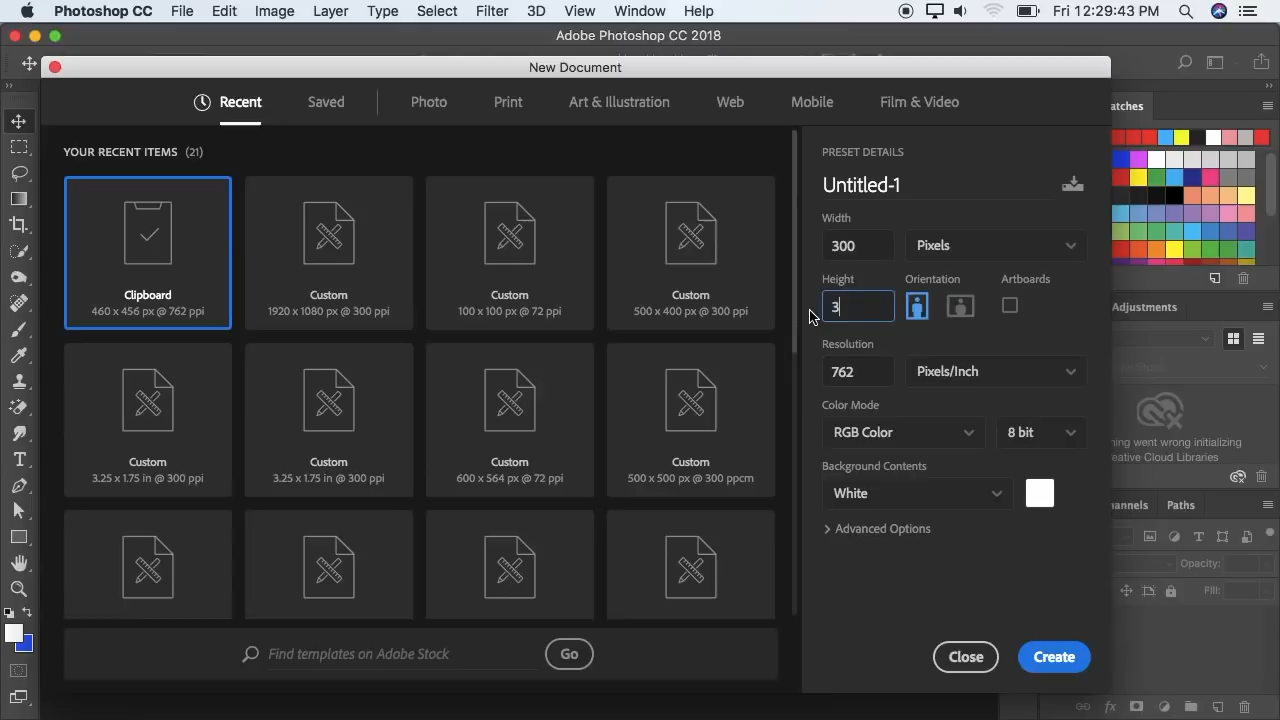 Photoshop CC File Edit Image Layer Type Select Filter 3D View Window Help Fri 12:29:43 PM
Adobe Photoshop CC 2018
New Document
Recent Saved Photo Print Art & Illustration Web Mobile Film & Video
atches
YOUR RECENT ITEMS (21)
PRESET DETAILS
Untitled-1
Width
300 Pixels
Height Orientation Artboards
3
Resolution
762 Pixels/Inch
Color Mode
RGB Color 8 bit
Background Contents
White
Advanced Options
Clipboard
460 x 456 px @ 762 ppi
Custom
1920 x 1080 px @ 300 ppi
Custom
100 x 100 px @ 72 ppi
Custom
500 x 400 px @ 300 ppi
Custom
3.25 x 1.75 in @ 300 ppi
Custom
3.25 x 1.75 in @ 300 ppi
Custom
600 x 564 px @ 72 ppi
Custom
500 x 500 px @ 300 ppcm
Find templates on Adobe Stock Go
Close Create
Adjustments
ning went wrong initializing
reative Cloud Libraries
annels Paths
Opacity:
Fill:
fx